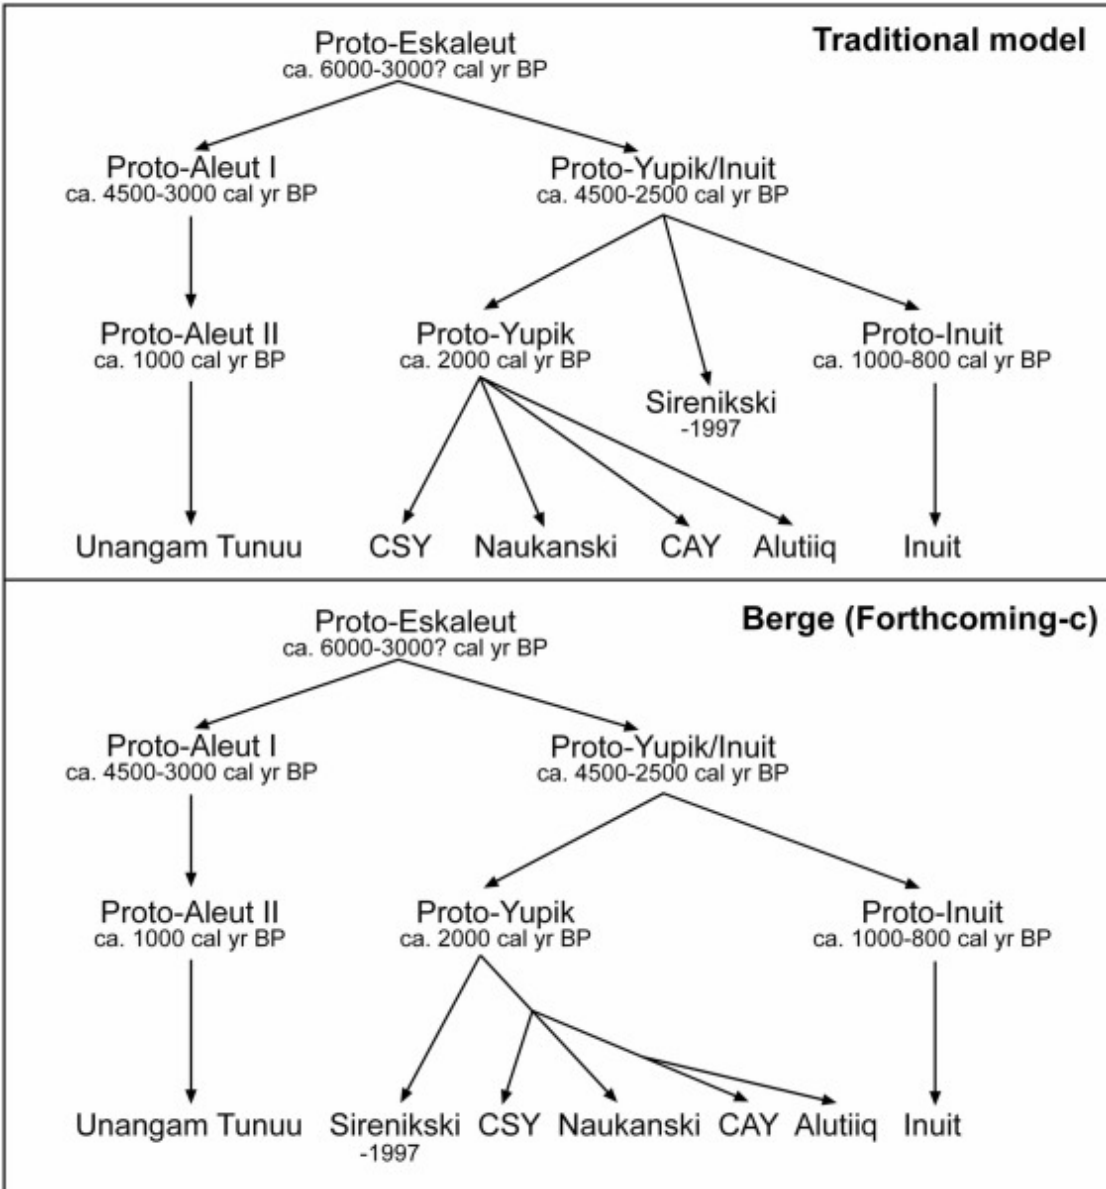 Traditional model
Proto-Eskaleut
ca. 6000-3000? cal yr BP
Proto-Aleut I
ca. 4500-3000 cal yr BP
Proto-Yupik/Inuit
ca. 4500-2500 cal yr BP
Proto-Aleut II
ca. 1000 cal yr BP
Proto-Yupik
ca. 2000 cal yr BP
Proto-Inuit
ca. 1000-800 cal yr BP
Sirenikski
-1997
Unangam Tunuu
CSY
Naukanski
CAY
Alutiiq
Inuit
Berge (Forthcoming-c)
Proto-Eskaleut
ca. 6000-3000? cal yr BP
Proto-Aleut I
ca. 4500-3000 cal yr BP
Proto-Yupik/Inuit
ca. 4500-2500 cal yr BP
Proto-Aleut II
ca. 1000 cal yr BP
Proto-Yupik
ca. 2000 cal yr BP
Proto-Inuit
ca. 1000-800 cal yr BP
Unangam Tunuu
Sirenikski
-1997
CSY
Naukanski
CAY
Alutiiq
Inuit